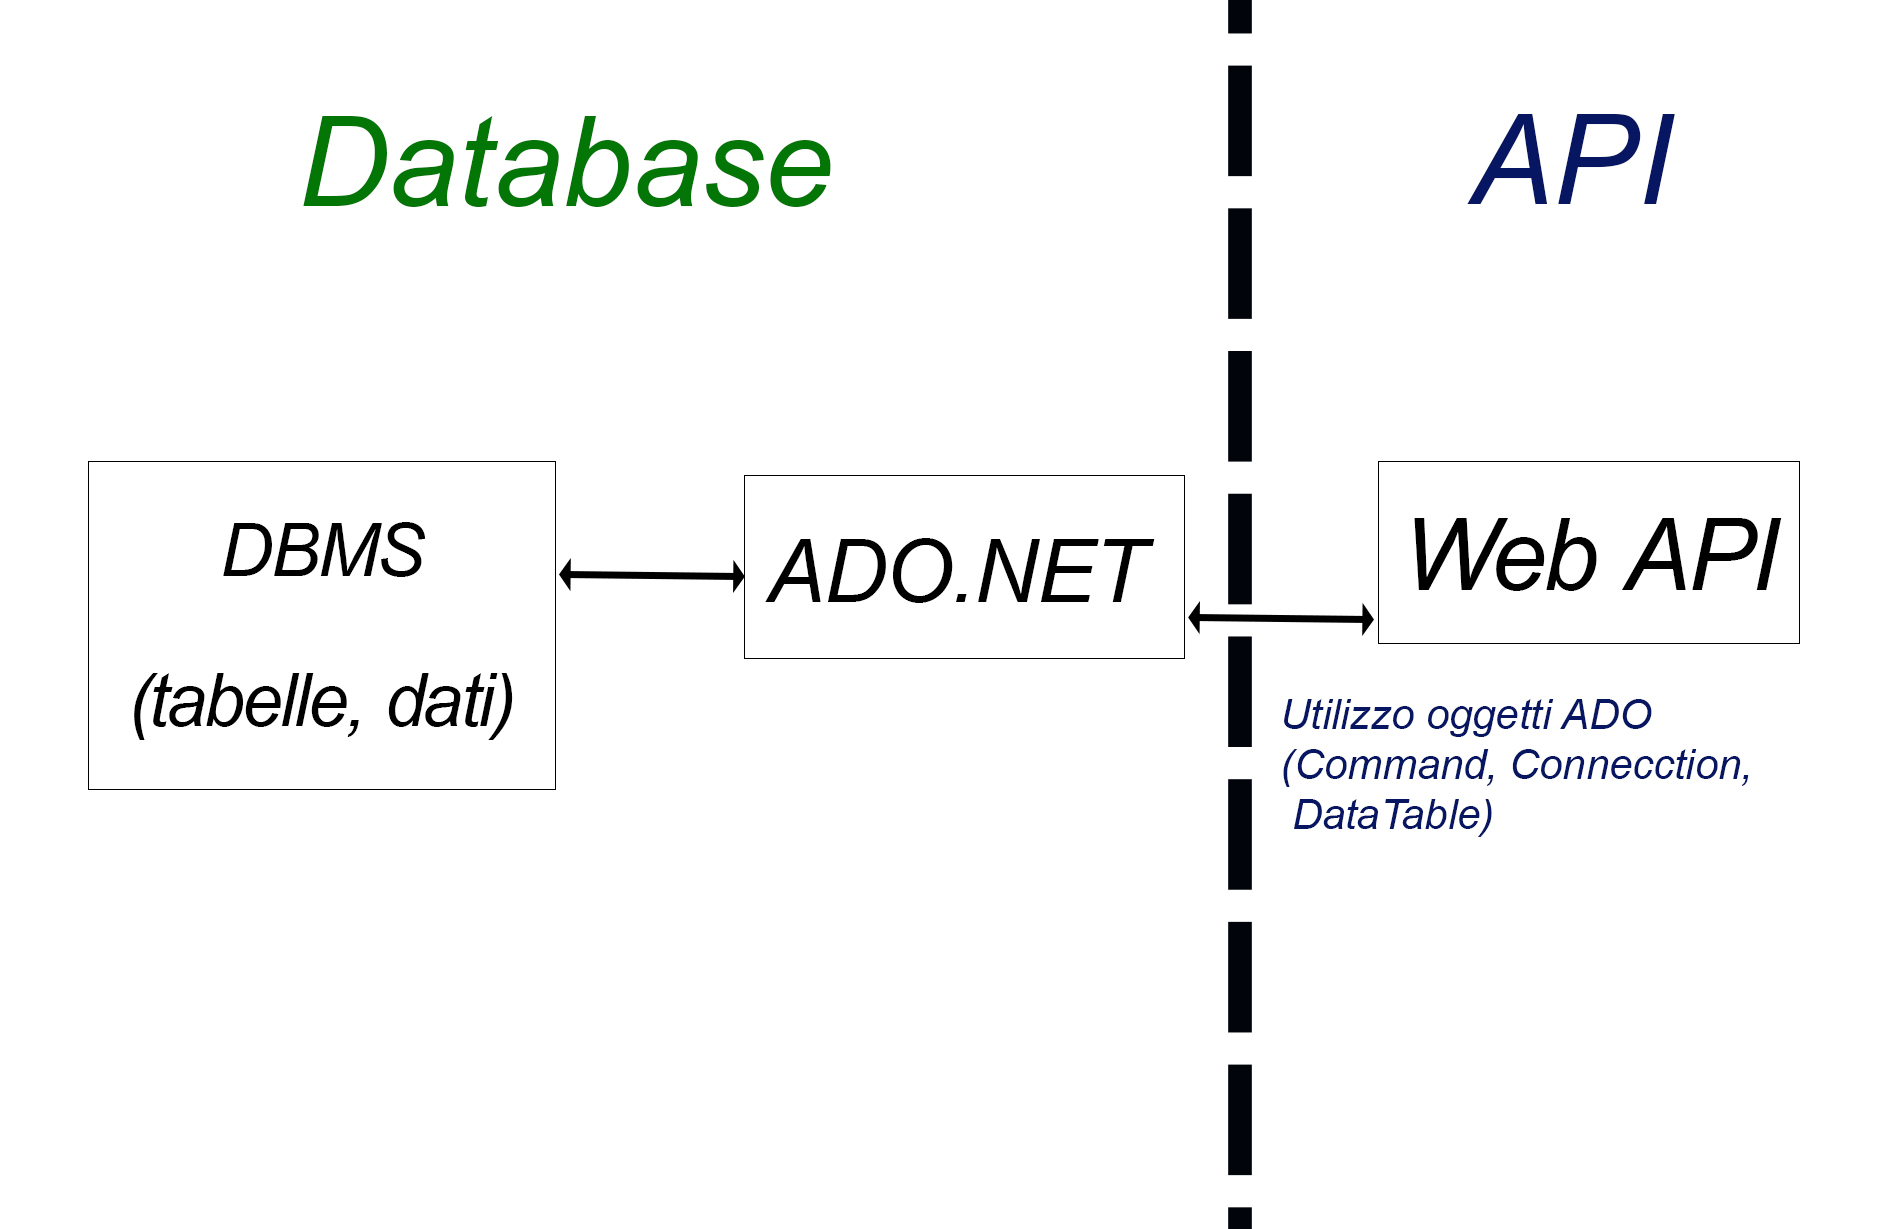 Database
API
DBMS
(tabelle, dati)
ADO.NET
Web API
Utilizzo oggetti ADO
(Command, Connecction,
DataTable)